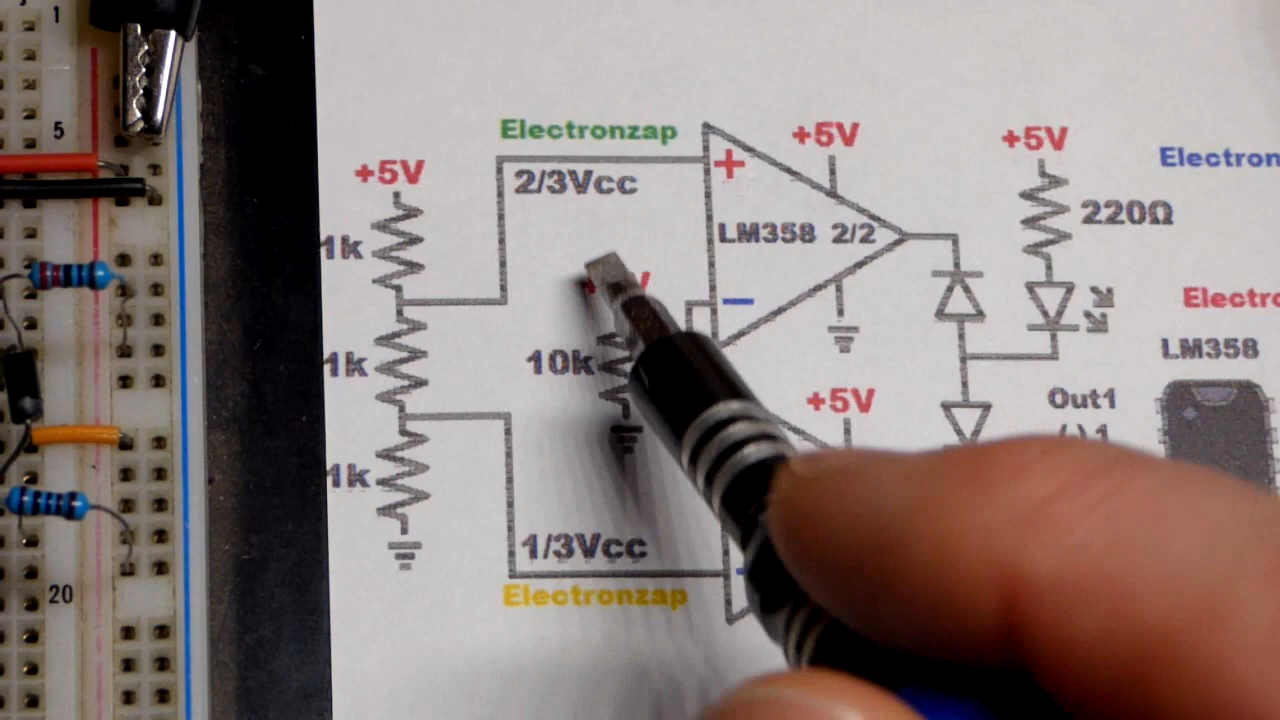 1
5
20
Electronzap
+5V
+5V
+5V
Electron
+
2/3Vcc
220Ω
1k
LM358 2/2
Electro
LM358
1k
10k
+5V
Out1
1k
1/3Vcc
Electronzap